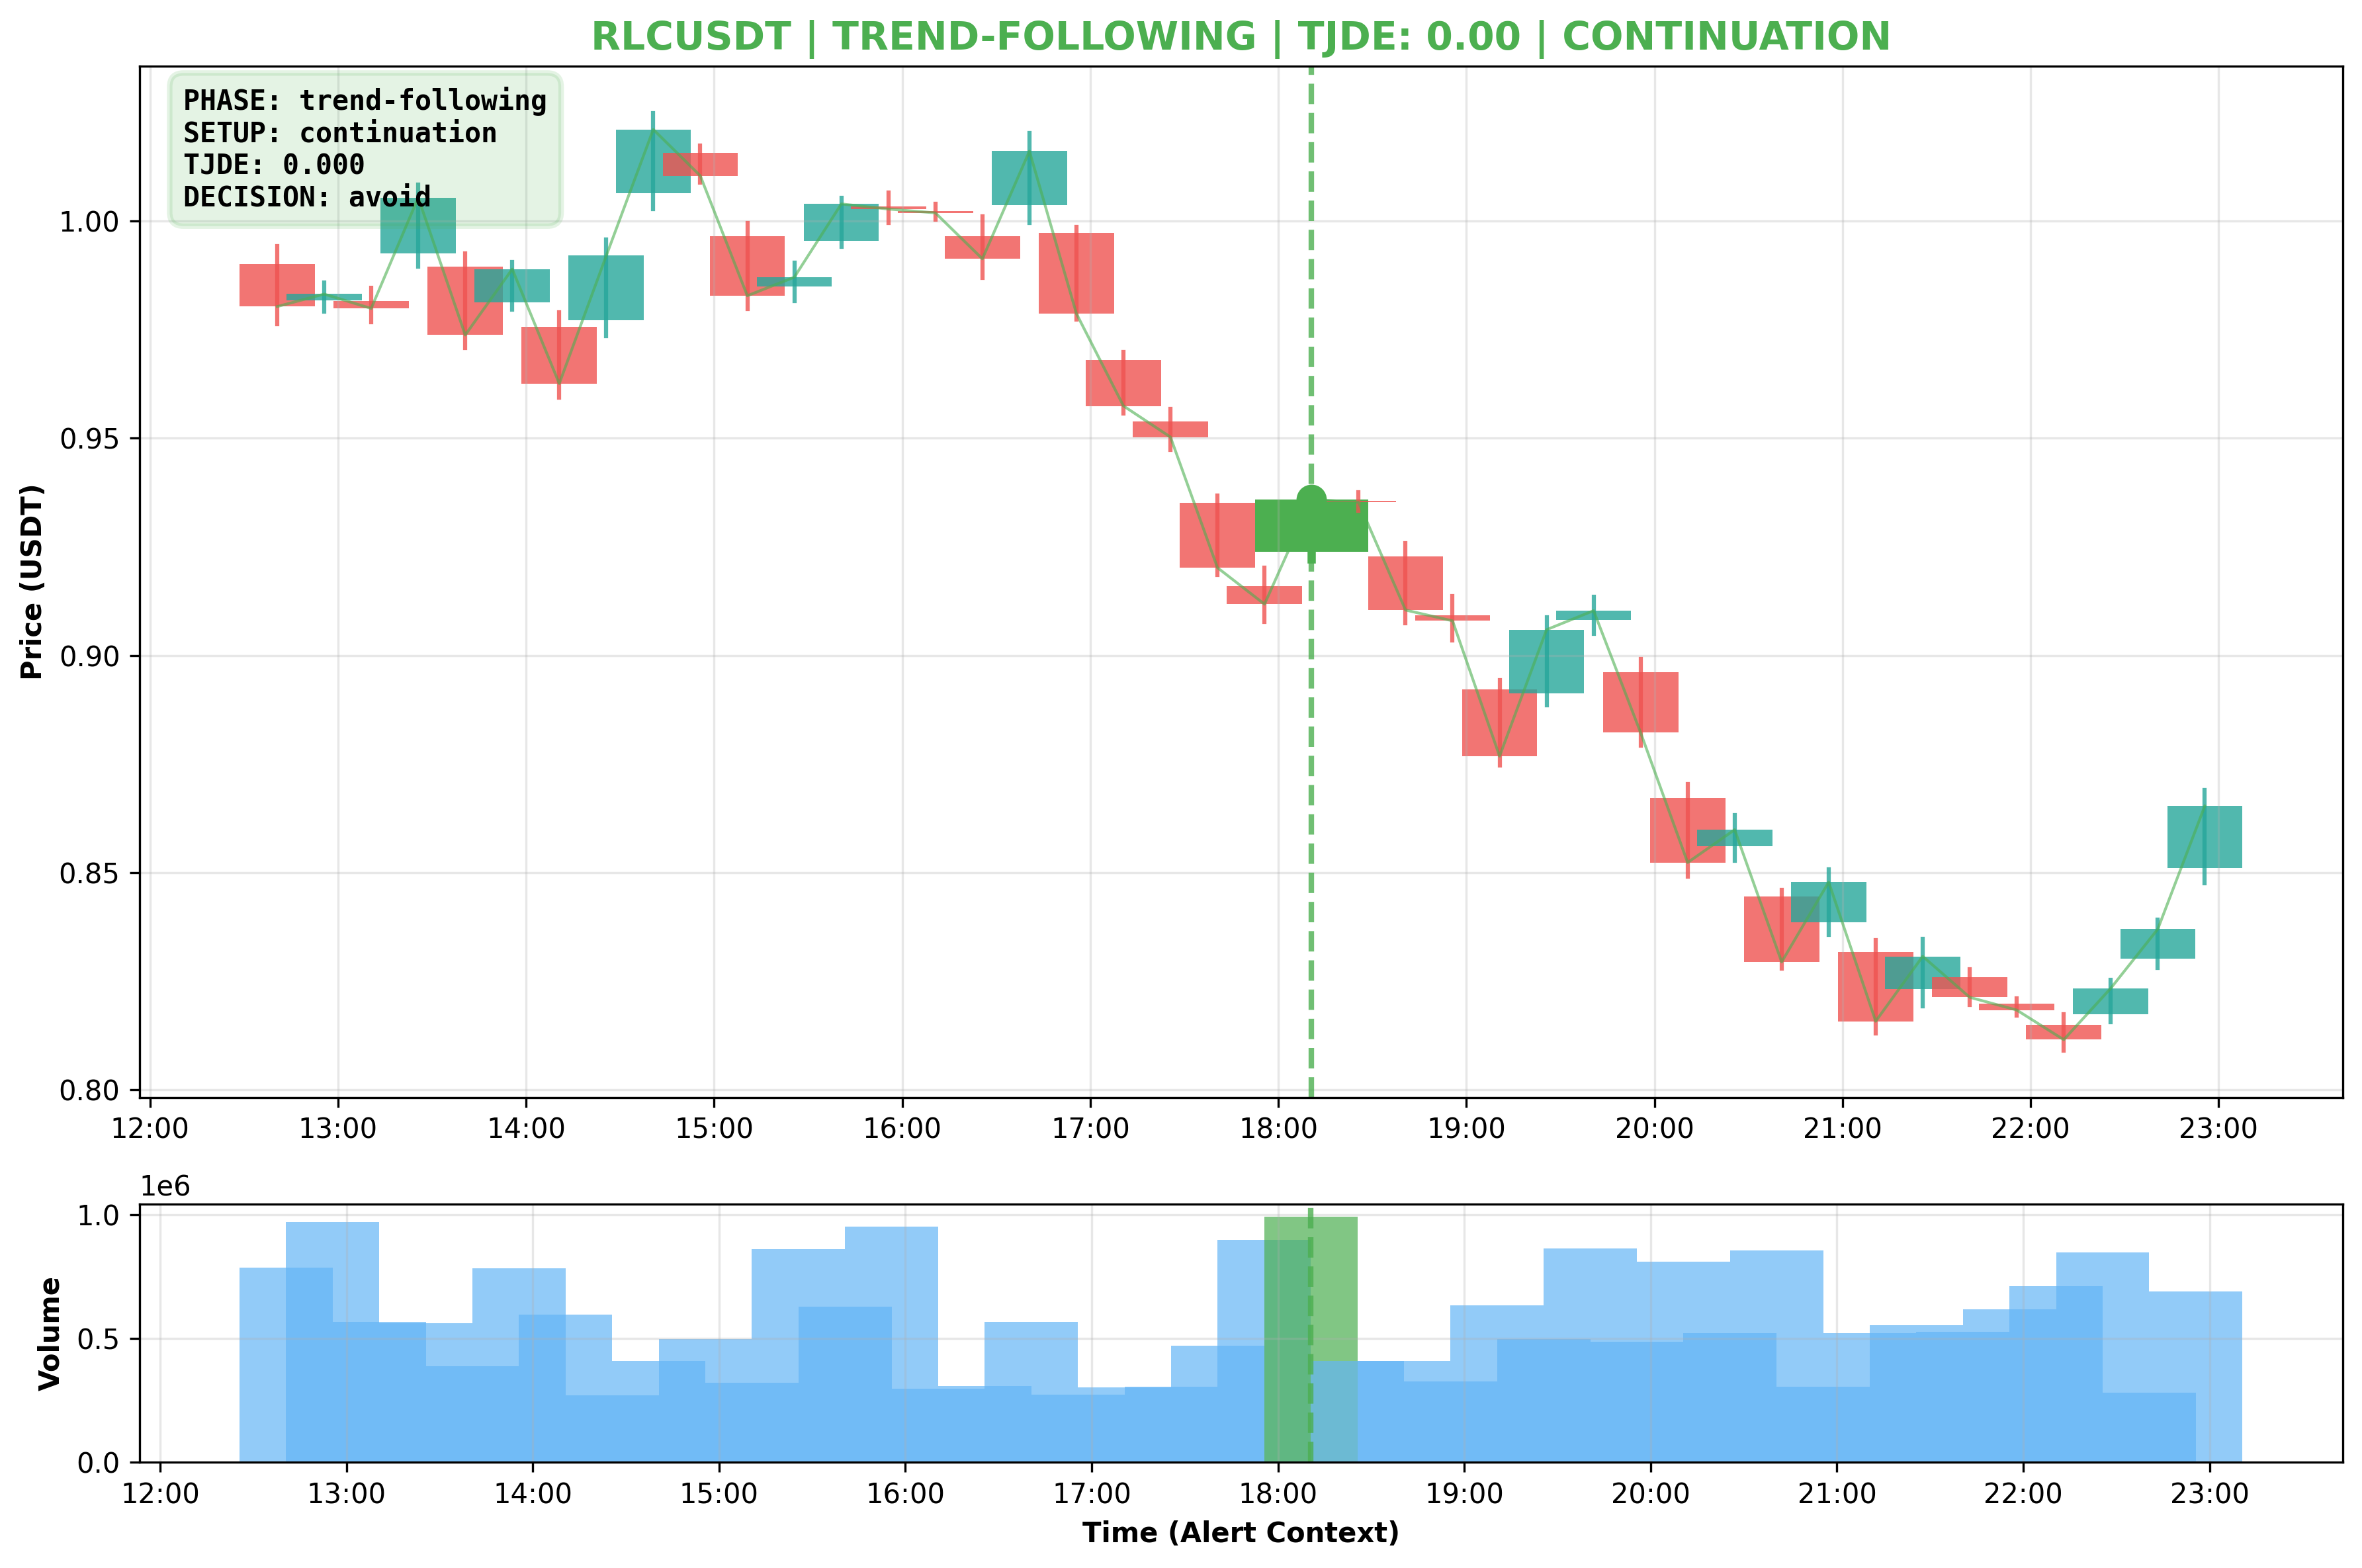 RLCUSDT | TREND-FOLLOWING | TJDE: 0.00 | CONTINUATION
PHASE: trend-following
SETUP: continuation
TJDE: 0.000
DECISION: avoid
Price (USDT)
1.00
0.95
0.90
0.85
0.80
12:00 13:00 14:00 15:00 16:00 17:00 18:00 19:00 20:00 21:00 22:00 23:00
1e6
Volume
1.0
0.5
0.0
12:00 13:00 14:00 15:00 16:00 17:00 18:00 19:00 20:00 21:00 22:00 23:00
Time (Alert Context)